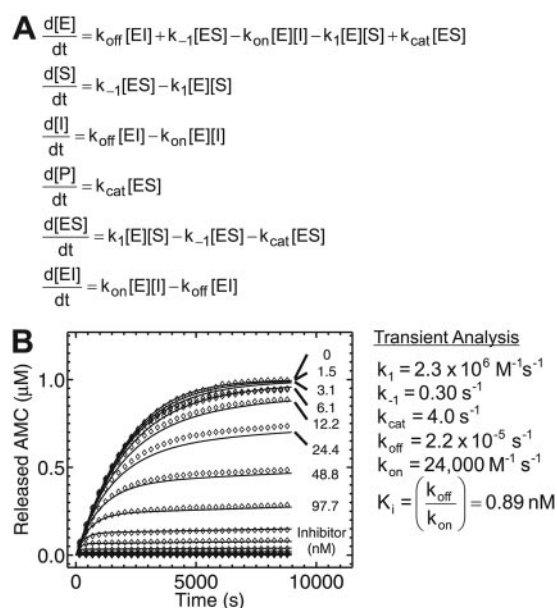 A d[E]/dt = k_off[EI] + k_-1[ES] − k_on[E][I] − k_1[E][S] + k_cat[ES]
d[S]/dt = k_-1[ES] − k_1[E][S]
d[I]/dt = k_off[EI] − k_on[E][I]
d[P]/dt = k_cat[ES]
d[ES]/dt = k_1[E][S] − k_-1[ES] − k_cat[ES]
d[EI]/dt = k_on[E][I] − k_off[EI]
B
Released AMC (μM)
1.0
0.5
0.0
0
1.5
3.1
6.1
12.2
24.4
48.8
97.7
Inhibitor
(nM)
0 5000 10000
Time (s)
Transient Analysis
k_1 = 2.3 x 10^6 M^-1s^-1
k_-1 = 0.30 s^-1
k_cat = 4.0 s^-1
k_off = 2.2 x 10^-5 s^-1
k_on = 24,000 M^-1 s^-1
K_i = (k_off/k_on) = 0.89 nM